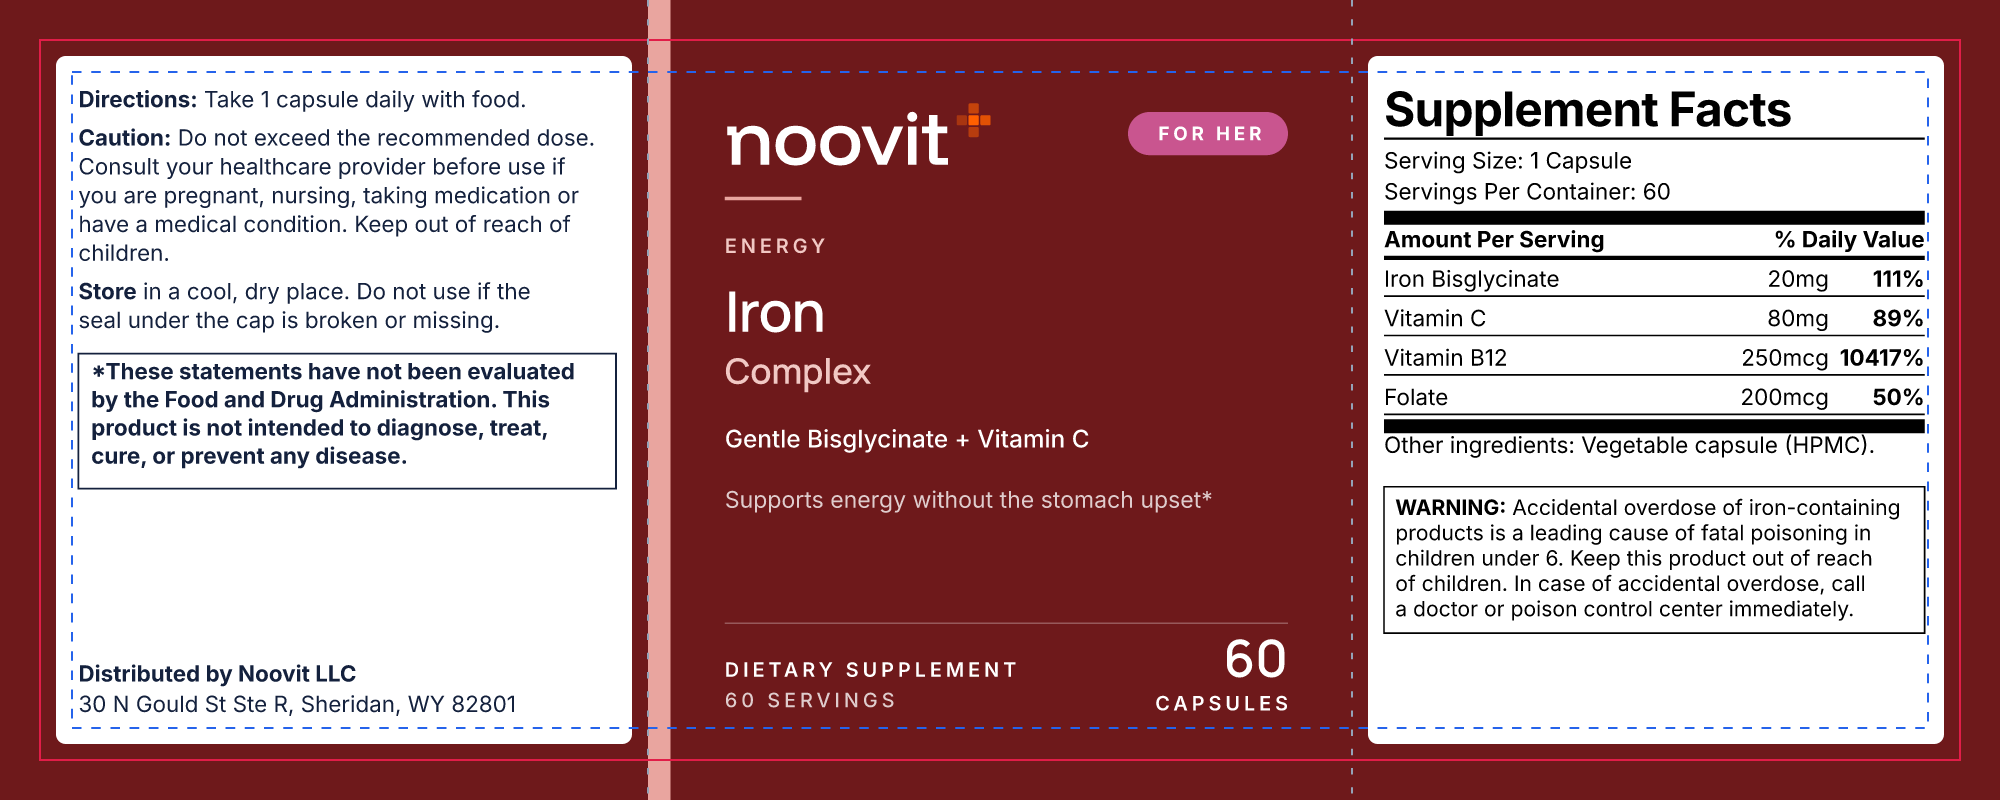 Directions: Take 1 capsule daily with food.
Caution: Do not exceed the recommended dose.
Consult your healthcare provider before use if
you are pregnant, nursing, taking medication or
have a medical condition. Keep out of reach of
children.
Store in a cool, dry place. Do not use if the
seal under the cap is broken or missing.
*These statements have not been evaluated
by the Food and Drug Administration. This
product is not intended to diagnose, treat,
cure, or prevent any disease.
Distributed by Noovit LLC
30 N Gould St Ste R, Sheridan, WY 82801
noovit
FOR HER
ENERGY
Iron
Complex
Gentle Bisglycinate + Vitamin C
Supports energy without the stomach upset*
DIETARY SUPPLEMENT
60 SERVINGS
60
CAPSULES
Supplement Facts
Serving Size: 1 Capsule
Servings Per Container: 60
Amount Per Serving % Daily Value
Iron Bisglycinate 20mg 111%
Vitamin C 80mg 89%
Vitamin B12 250mcg 10417%
Folate 200mcg 50%
Other ingredients: Vegetable capsule (HPMC).
WARNING: Accidental overdose of iron-containing
products is a leading cause of fatal poisoning in
children under 6. Keep this product out of reach
of children. In case of accidental overdose, call
a doctor or poison control center immediately.